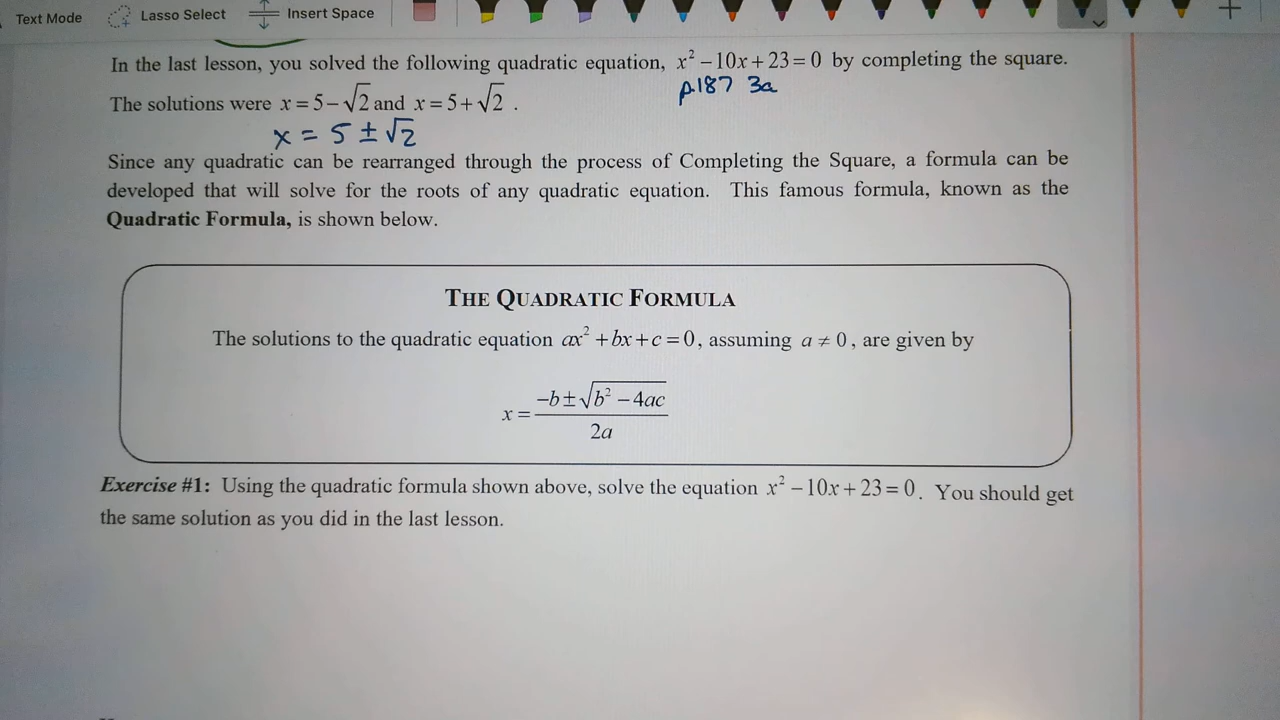 Text Mode Lasso Select Insert Space
In the last lesson, you solved the following quadratic equation, x² − 10x + 23 = 0 by completing the square.
p.187 3a
The solutions were x = 5 − √2 and x = 5 + √2 .
x = 5 ± √2
Since any quadratic can be rearranged through the process of Completing the Square, a formula can be
developed that will solve for the roots of any quadratic equation. This famous formula, known as the
Quadratic Formula, is shown below.
THE QUADRATIC FORMULA
The solutions to the quadratic equation ax² + bx + c = 0, assuming a ≠ 0, are given by
x = (−b ± √(b² − 4ac)) / 2a
Exercise #1: Using the quadratic formula shown above, solve the equation x² − 10x + 23 = 0. You should get
the same solution as you did in the last lesson.